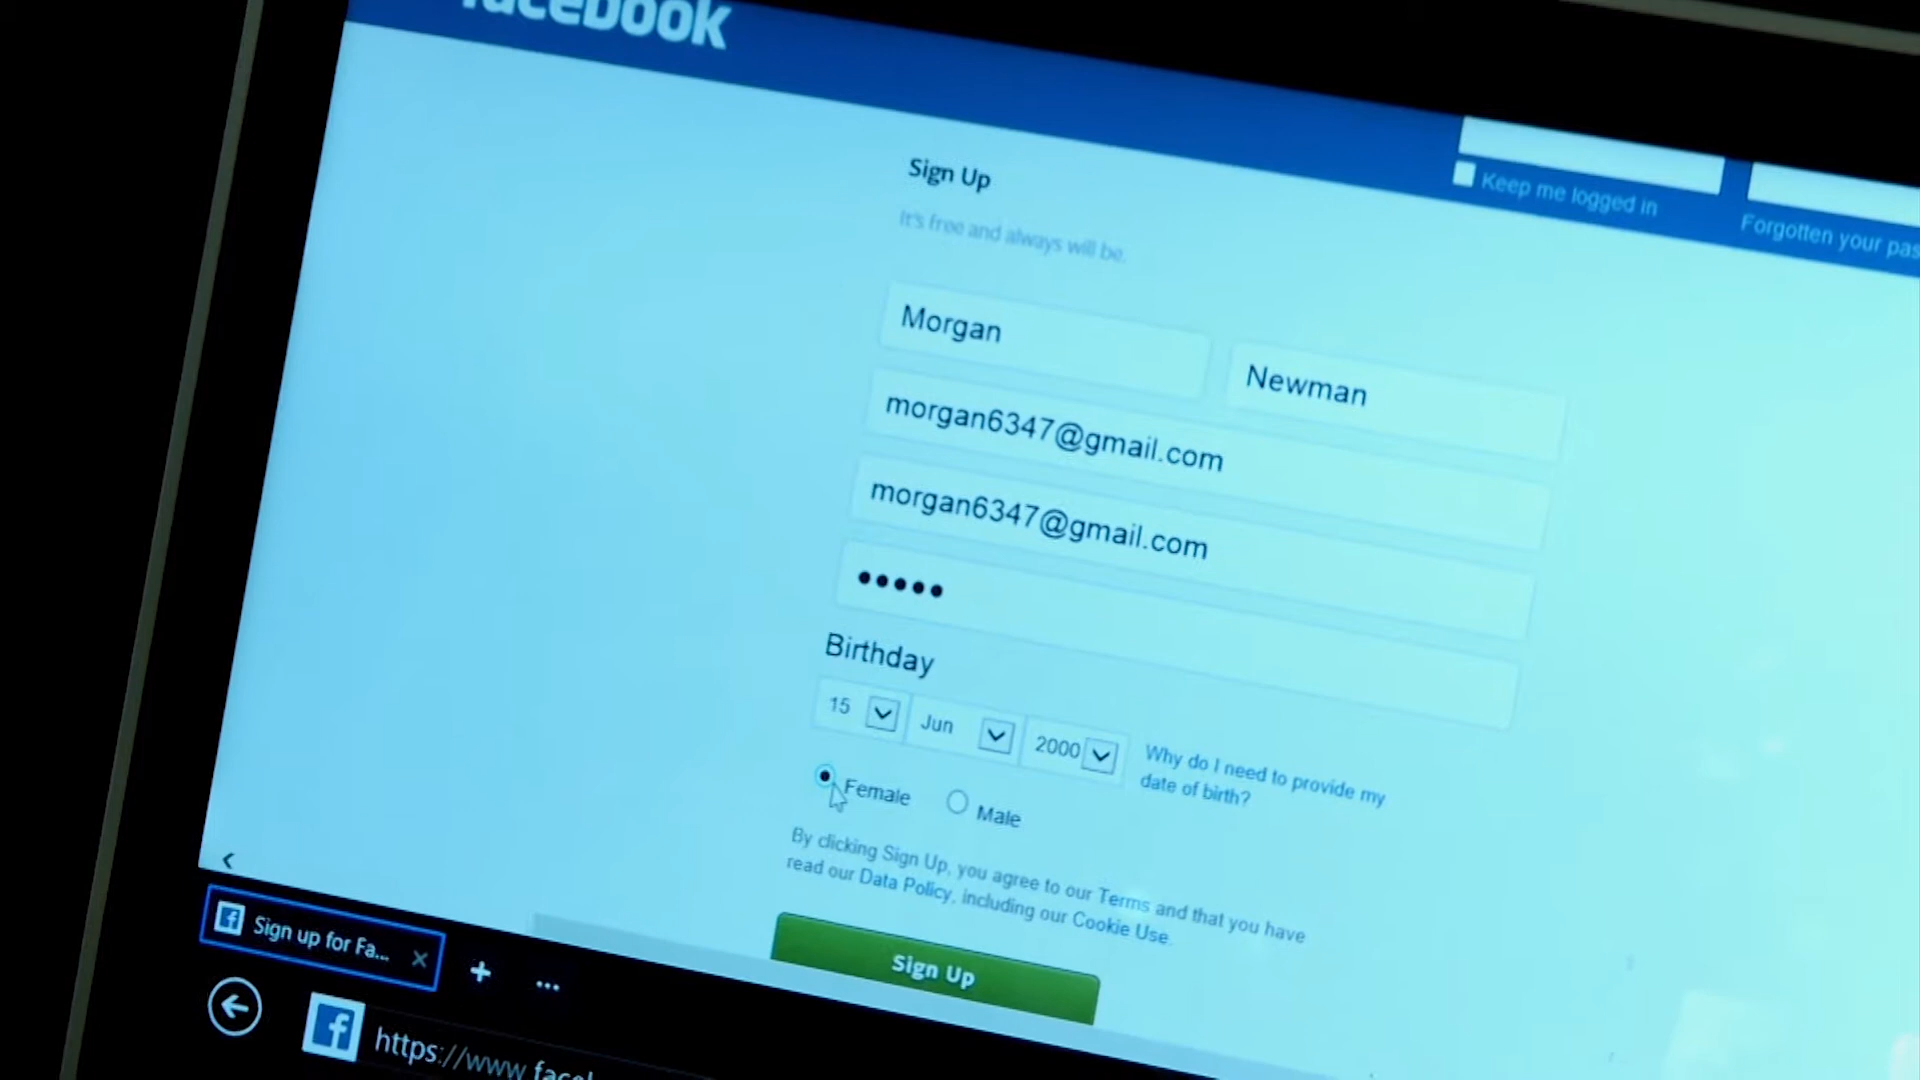 facebook
Keep me logged in
Forgotten your pas
Sign Up
It's free and always will be.
Morgan
Newman
morgan6347@gmail.com
morgan6347@gmail.com
•••••
Birthday
15 Jun 2000
Why do I need to provide my
date of birth?
Female Male
By clicking Sign Up, you agree to our Terms and that you have
read our Data Policy, including our Cookie Use.
Sign Up
Sign up for Fa...
https://www.facel